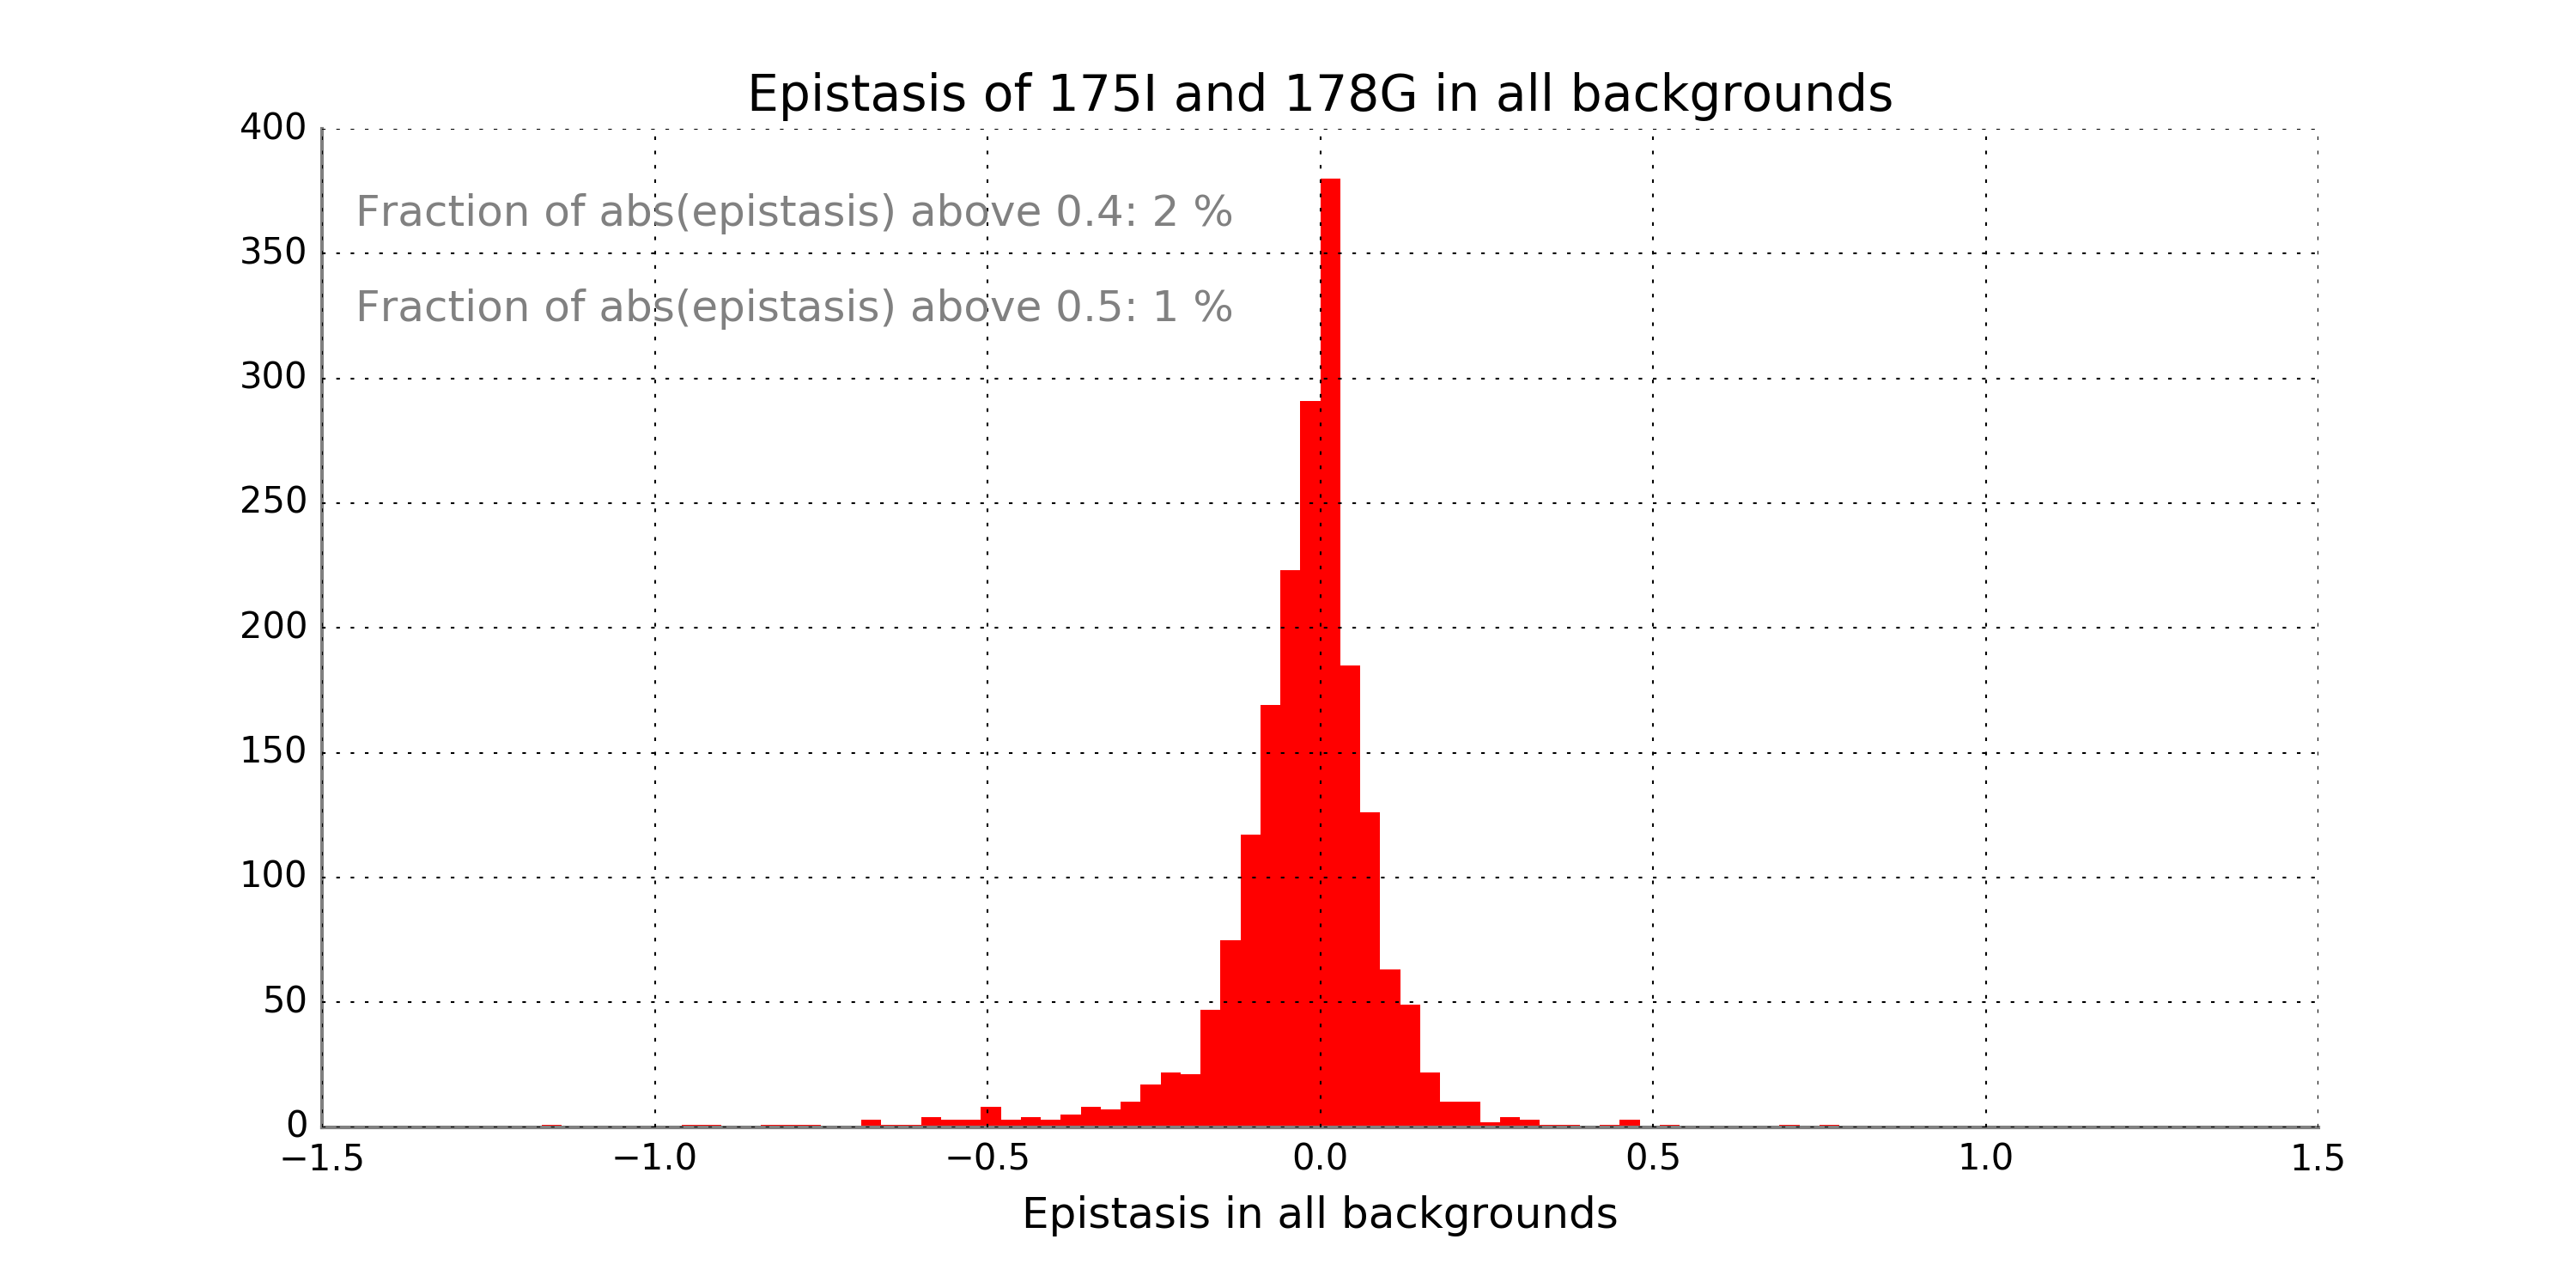 Epistasis of 175I and 178G in all backgrounds
400
Fraction of abs(epistasis) above 0.4: 2 %
350
Fraction of abs(epistasis) above 0.5: 1 %
300
250
200
150
100
50
0
−1.5 −1.0 −0.5 0.0 0.5 1.0 1.5
Epistasis in all backgrounds